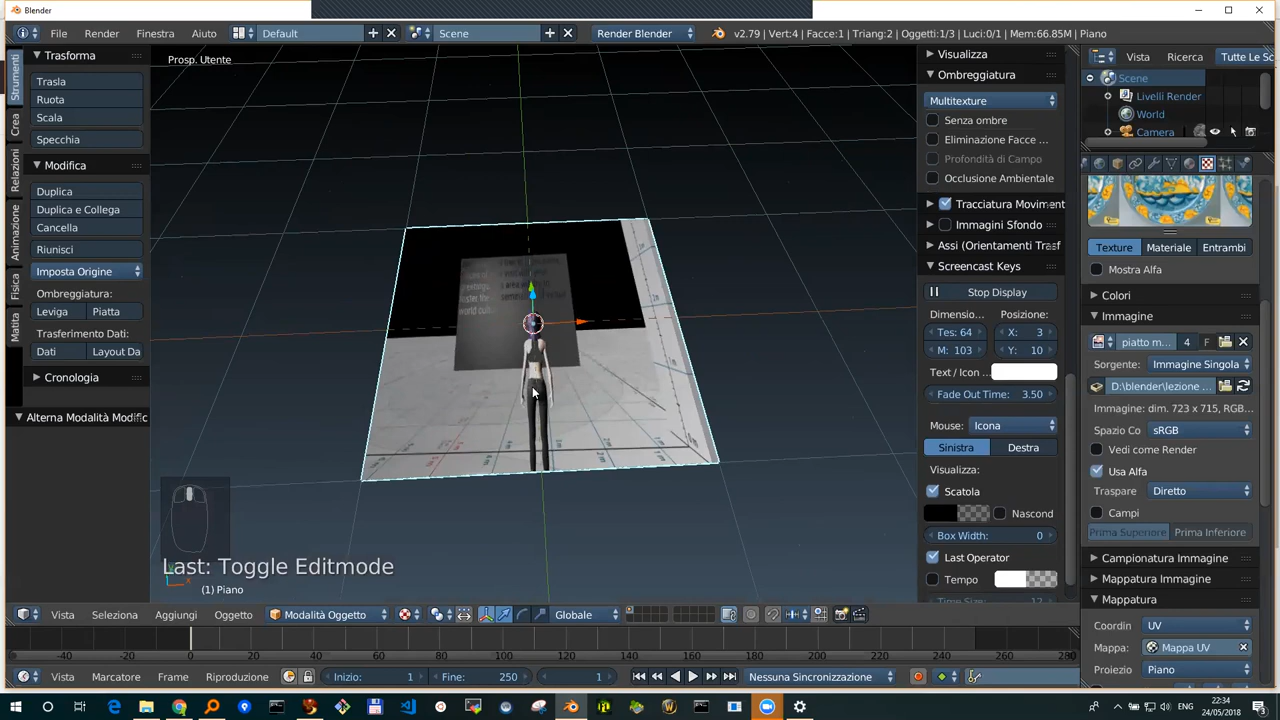 Blender
File Render Finestra Aiuto Default Scene Render Blender v2.79 | Vert:4 | Facce:1 | Triang:2 | Oggetti:1/3 | Luci:0/1 | Mem:66.85M | Piano
Vista Ricerca Tutte Le Sc
Scene
Livelli Render
World
Camera
Strumenti
Crea
Relazioni
Animazione
Fisica
Matita
Trasforma
Trasla
Ruota
Scala
Specchia
Modifica
Duplica
Duplica e Collega
Cancella
Riunisci
Imposta Origine
Ombreggiatura:
Leviga Piatta
Trasferimento Dati:
Dati Layout Da
Cronologia
Alterna Modalità Modific
Prosp. Utente
Last: Toggle Editmode
(1) Piano
Visualizza
Ombreggiatura
Multitexture
Senza ombre
Eliminazione Facce ...
Profondità di Campo
Occlusione Ambientale
Tracciatura Moviment
Immagini Sfondo
Assi (Orientamenti Trasf
Screencast Keys
Stop Display
Dimensio... Posizione:
Tes: 64 X: 3
M: 103 Y: 10
Text / Icon ...
Fade Out Time: 3.50
Mouse: Icona
Sinistra Destra
Visualizza:
Scatola
Nascond
Box Width: 0
Last Operator
Tempo
Texture Materiale Entrambi
Mostra Alfa
Colori
Immagine
piatto m... 4 F
Sorgente: Immagine Singola
D:\blender\lezione ...
Immagine: dim. 723 x 715, RGB...
Spazio Co sRGB
Vedi come Render
Usa Alfa
Traspare Diretto
Campi
Prima Superiore Prima Inferiore
Campionatura Immagine
Mappatura Immagine
Mappatura
Coordin UV
Mappa: Mappa UV
Proiezio Piano
Vista Seleziona Aggiungi Oggetto Modalità Oggetto Globale
-40 -20 0 20 40 60 80 100 120 140 160 180 200 220 240 260 280
Vista Marcatore Frame Riproduzione Inizio: 1 Fine: 250 1 Nessuna Sincronizzazione
ENG 22:34
24/05/2018